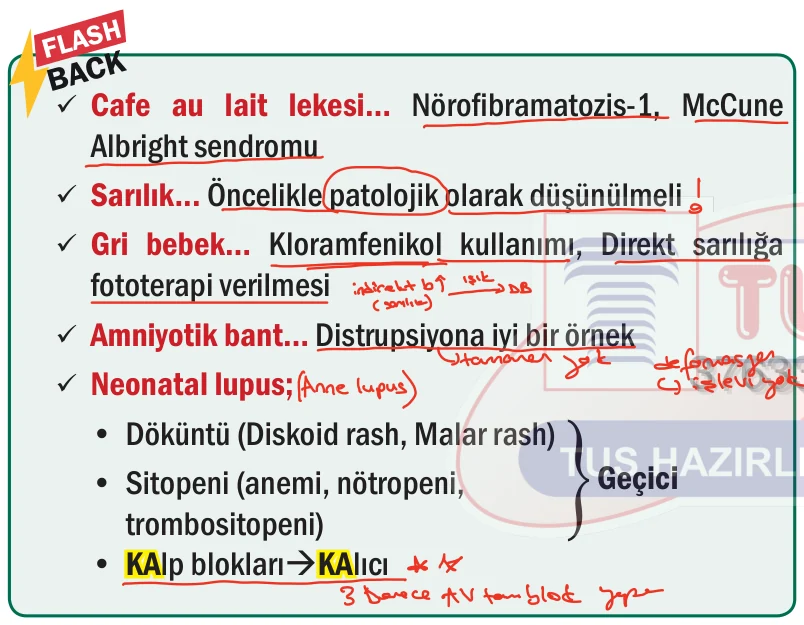 FLASH
BACK
✓ Cafe au lait lekesi... Nörofibramatozis-1, McCune
Albright sendromu
✓ Sarılık... Öncelikle patolojik olarak düşünülmeli !
✓ Gri bebek... Kloramfenikol kullanımı, Direkt sarılığa
fototerapi verilmesi indirekt b↑ ışık → DB
(sarılık)
✓ Amniyotik bant... Distrupsiyona iyi bir örnek
↳ tamamen yok deformasyon
↳ işlevi yok
✓ Neonatal lupus; (Anne lupus)
• Döküntü (Diskoid rash, Malar rash)
• Sitopeni (anemi, nötropeni,
trombositopeni)
Geçici
• KAlp blokları→KAlıcı
3 Derece AV tam blok yapar
TUS HAZIRL